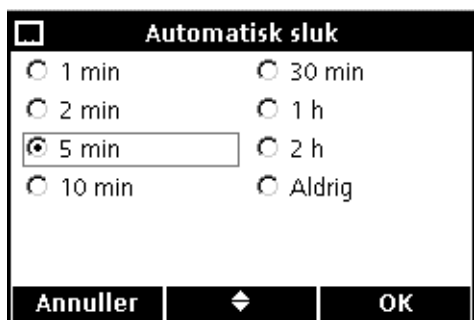 Automatisk sluk
1 min
2 min
5 min
10 min
30 min
1 h
2 h
Aldrig
Annuller
OK